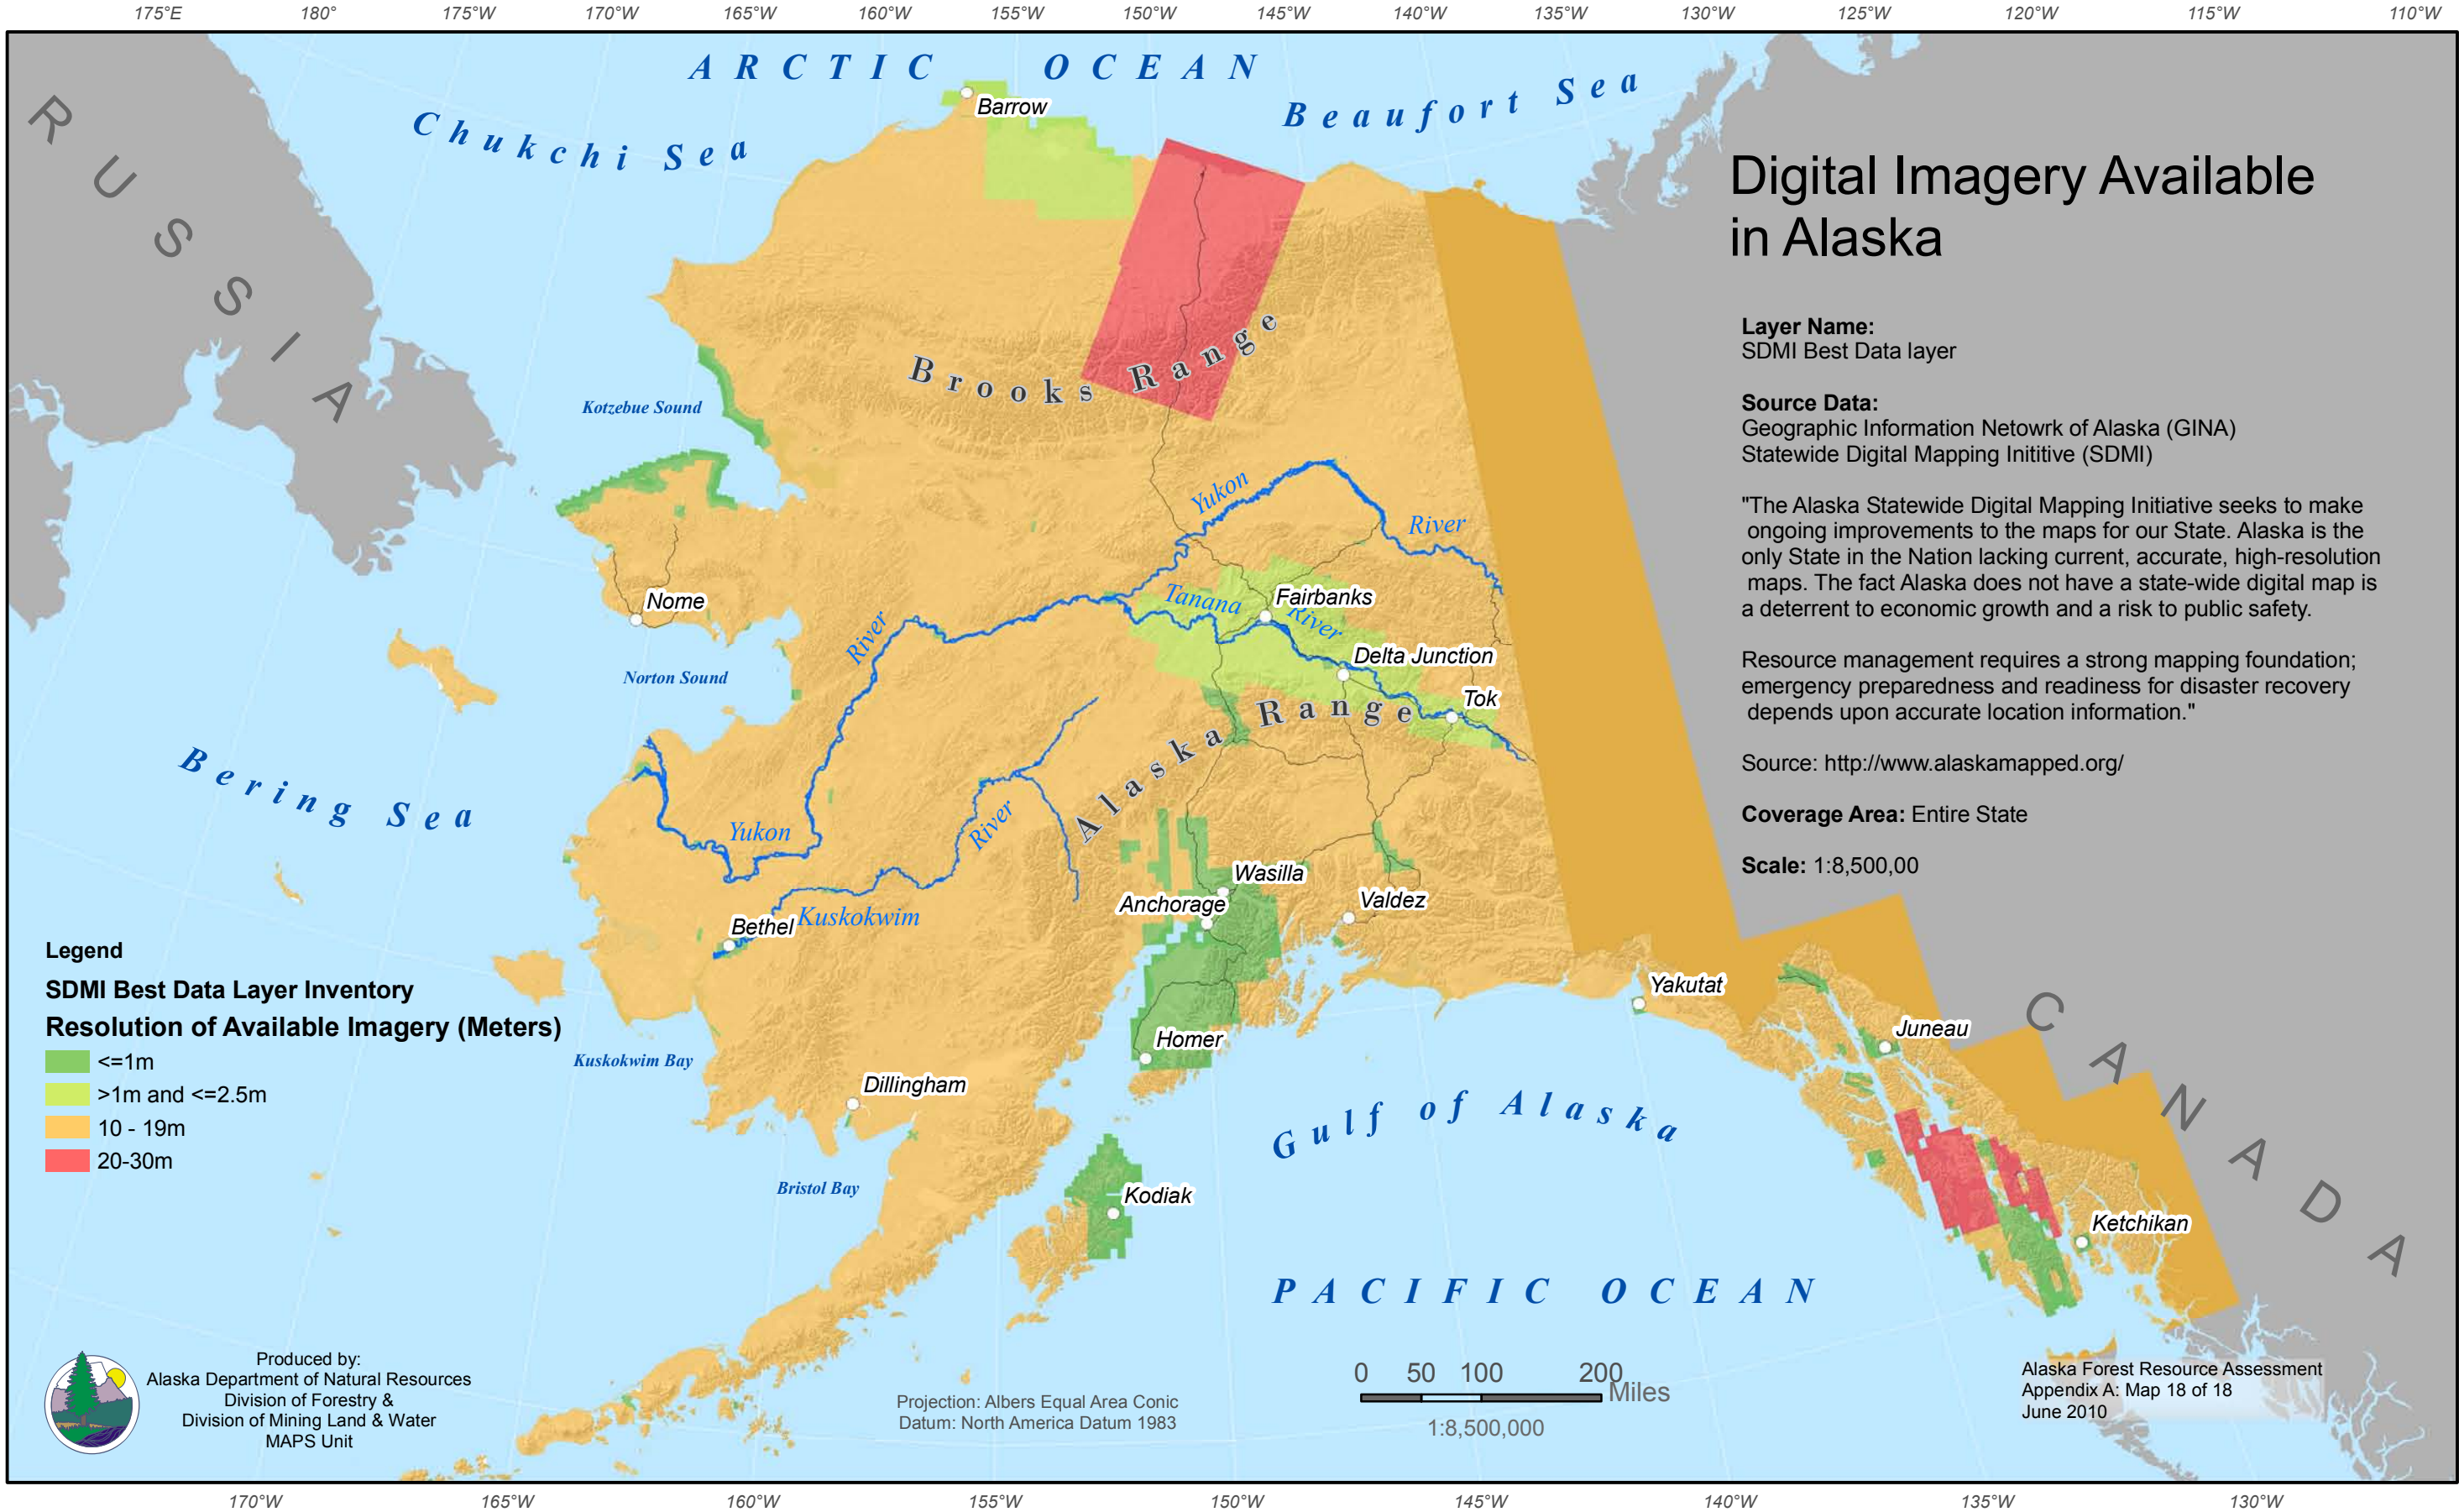 175°E 180° 175°W 170°W 165°W 160°W 155°W 150°W 145°W 140°W 135°W 130°W 125°W 120°W 115°W 110°W
ARCTIC OCEAN
Beaufort Sea
Chukchi Sea
RUSSIA
Barrow
Digital Imagery Available
in Alaska
Layer Name:
SDMI Best Data layer
Source Data:
Geographic Information Netowrk of Alaska (GINA)
Statewide Digital Mapping Inititive (SDMI)
"The Alaska Statewide Digital Mapping Initiative seeks to make
ongoing improvements to the maps for our State. Alaska is the
only State in the Nation lacking current, accurate, high-resolution
maps. The fact Alaska does not have a state-wide digital map is
a deterrent to economic growth and a risk to public safety.
Resource management requires a strong mapping foundation;
emergency preparedness and readiness for disaster recovery
depends upon accurate location information."
Source: http://www.alaskamapped.org/
Coverage Area: Entire State
Scale: 1:8,500,00
Brooks Range
Kotzebue Sound
Yukon River
Nome
Tanana River
Fairbanks
River
Delta Junction
Norton Sound
Tok
Alaska Range
Bering Sea
Yukon
River
Wasilla
Anchorage
Valdez
Bethel
Kuskokwim
Yakutat
CANADA
Juneau
Homer
Kuskokwim Bay
Dillingham
Gulf of Alaska
Bristol Bay
Kodiak
Ketchikan
PACIFIC OCEAN
Legend
SDMI Best Data Layer Inventory
Resolution of Available Imagery (Meters)
<=1m
>1m and <=2.5m
10 - 19m
20-30m
Produced by:
Alaska Department of Natural Resources
Division of Forestry &
Division of Mining Land & Water
MAPS Unit
Projection: Albers Equal Area Conic
Datum: North America Datum 1983
0 50 100 200
Miles
1:8,500,000
Alaska Forest Resource Assessment
Appendix A: Map 18 of 18
June 2010
170°W 165°W 160°W 155°W 150°W 145°W 140°W 135°W 130°W